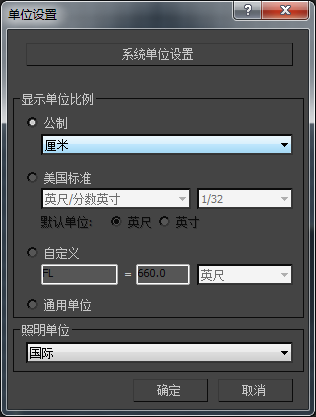 单位设置
系统单位设置
显示单位比例
公制
厘米
美国标准
英尺/分数英寸 1/32
默认单位: 英尺 英寸
自定义
FL = 660.0 英尺
通用单位
照明单位
国际
确定 取消